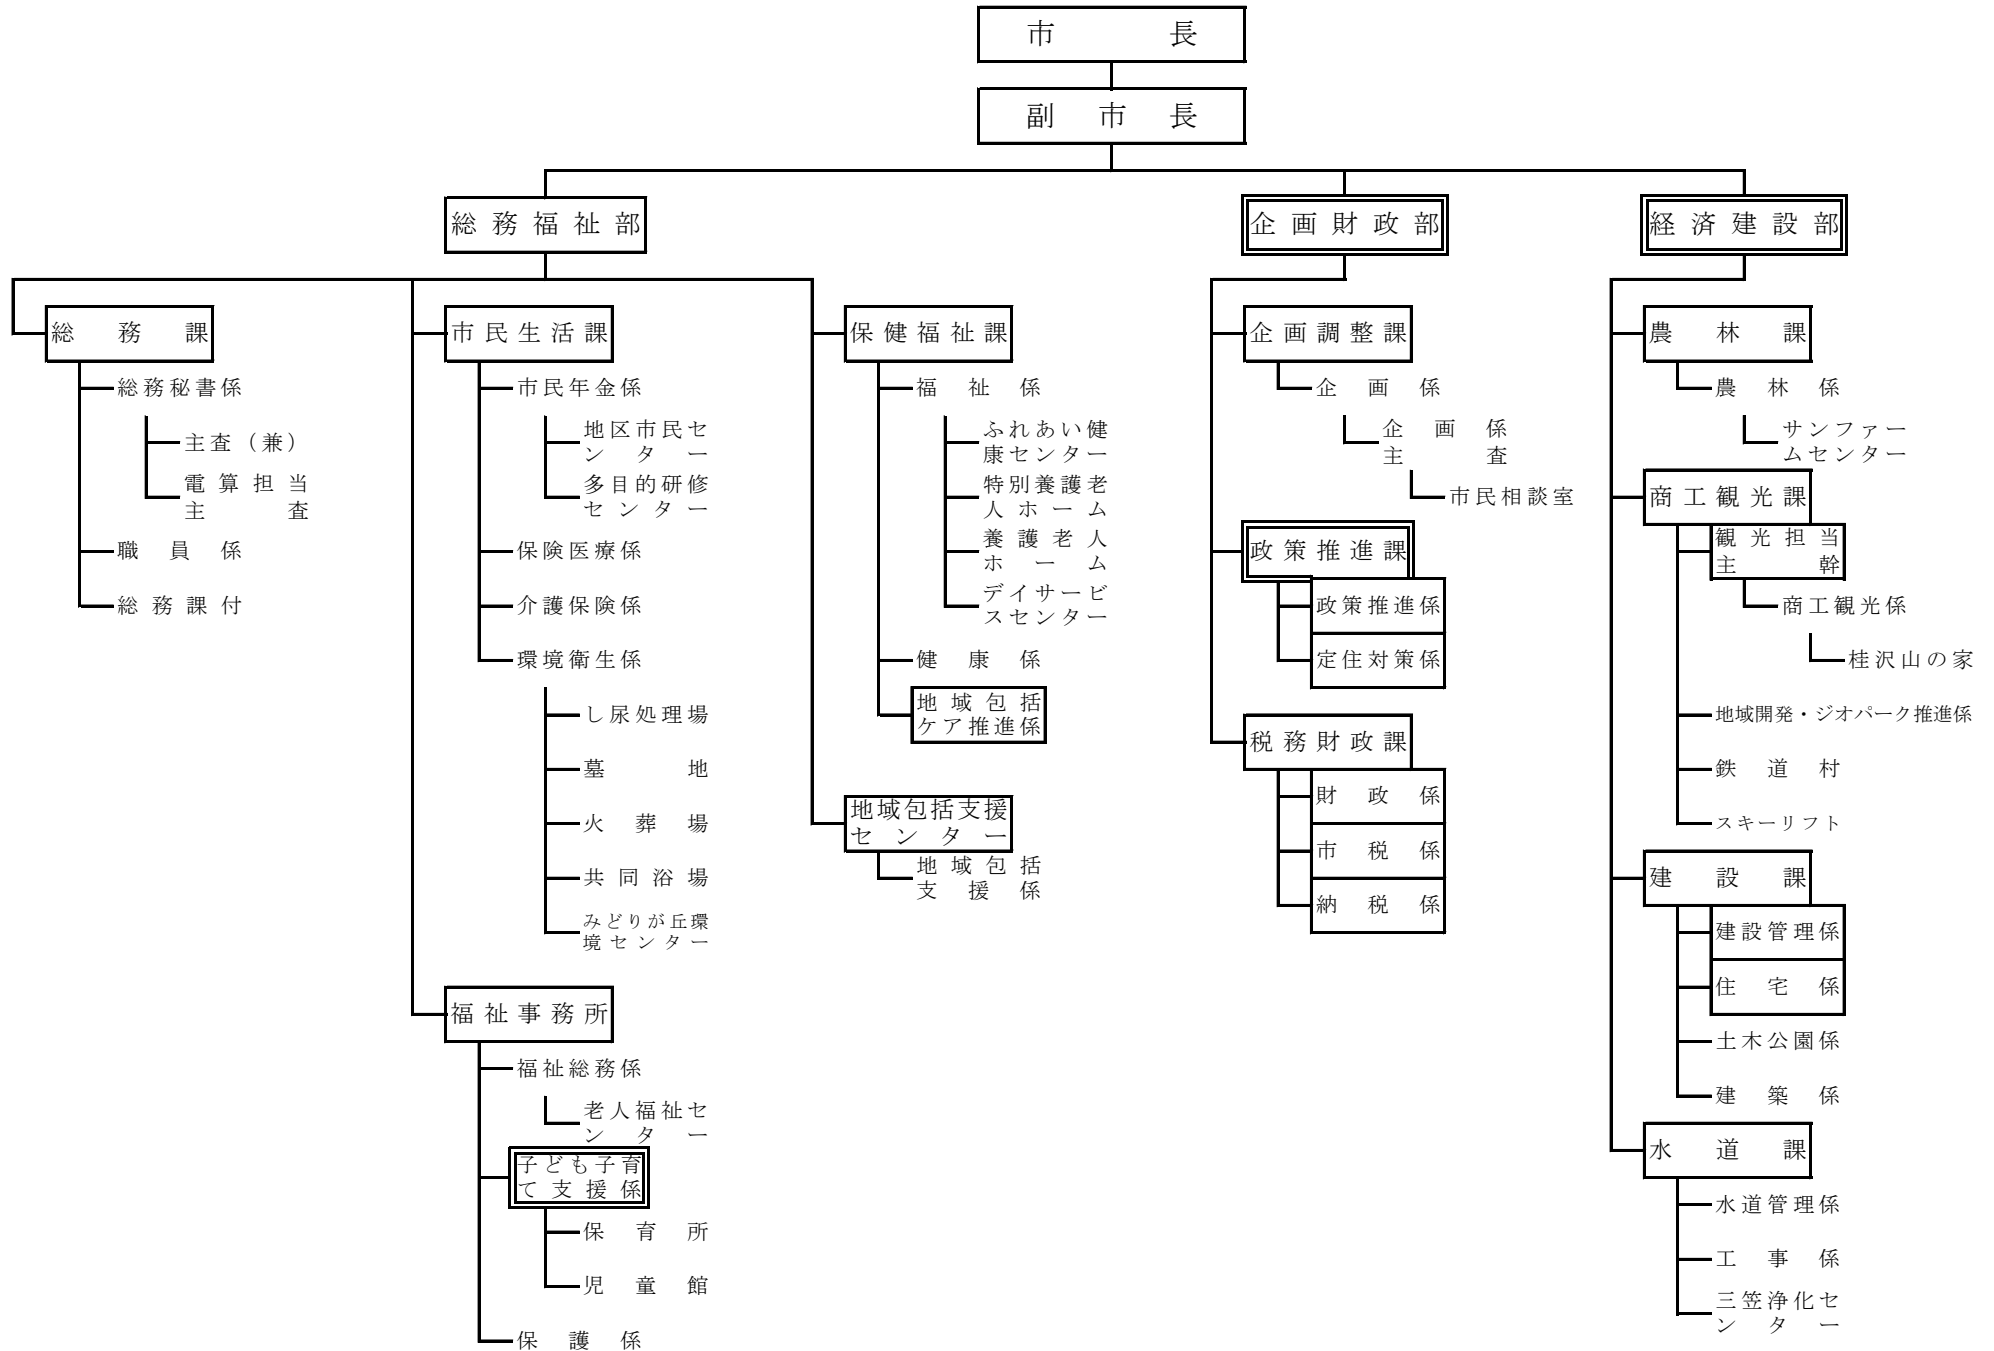 市長
副市長
総務福祉部
企画財政部
経済建設部
総務課
総務秘書係
主査（兼）
電算担当
主査
職員係
総務課付
市民生活課
市民年金係
地区市民セ
ンター
多目的研修
センター
保険医療係
介護保険係
環境衛生係
し尿処理場
墓地
火葬場
共同浴場
みどりが丘環
境センター
福祉事務所
福祉総務係
老人福祉セ
ンター
子ども子育
て支援係
保育所
児童館
保護係
保健福祉課
福祉係
ふれあい健
康センター
特別養護老
人ホーム
養護老人
ホーム
デイサービ
スセンター
健康係
地域包括
ケア推進係
地域包括支援
センター
地域包括
支援係
企画調整課
企画係
企画係
主査
市民相談室
政策推進課
政策推進係
定住対策係
税務財政課
財政係
市税係
納税係
農林課
農林係
サンファー
ムセンター
商工観光課
観光担当
主幹
商工観光係
桂沢山の家
地域開発・ジオパーク推進係
鉄道村
スキーリフト
建設課
建設管理係
住宅係
土木公園係
建築係
水道課
水道管理係
工事係
三笠浄化セ
ンター